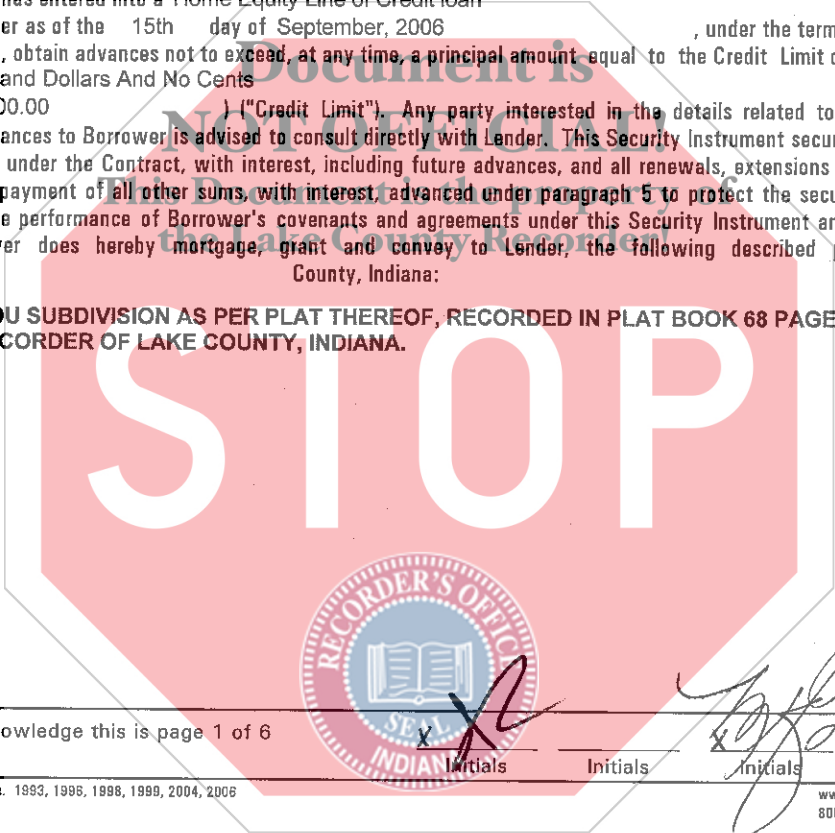 has entered into a Home Equity Line of Credit loan
er as of the 15th day of September, 2006 , under the term
, obtain advances not to exceed, at any time, a principal amount equal to the Credit Limit o
and Dollars And No Cents
00.00 ) ("Credit Limit"). Any party interested in the details related to
ances to Borrower is advised to consult directly with Lender. This Security Instrument secur
under the Contract, with interest, including future advances, and all renewals, extensions
payment of all other sums, with interest, advanced under paragraph 5 to protect the secu
e performance of Borrower's covenants and agreements under this Security Instrument an
er does hereby mortgage, grant and convey to Lender, the following described
County, Indiana:
Document is
NOT OFFICIAL!
This Document is the property of
the Lake County Recorder!
U SUBDIVISION AS PER PLAT THEREOF, RECORDED IN PLAT BOOK 68 PAGE
CORDER OF LAKE COUNTY, INDIANA.
STOP
RECORDER'S OFFICE
SEAL
INDIANA
owledge this is page 1 of 6
X X
Initials Initials Initials
. 1993, 1996, 1998, 1999, 2004, 2006
ww
80